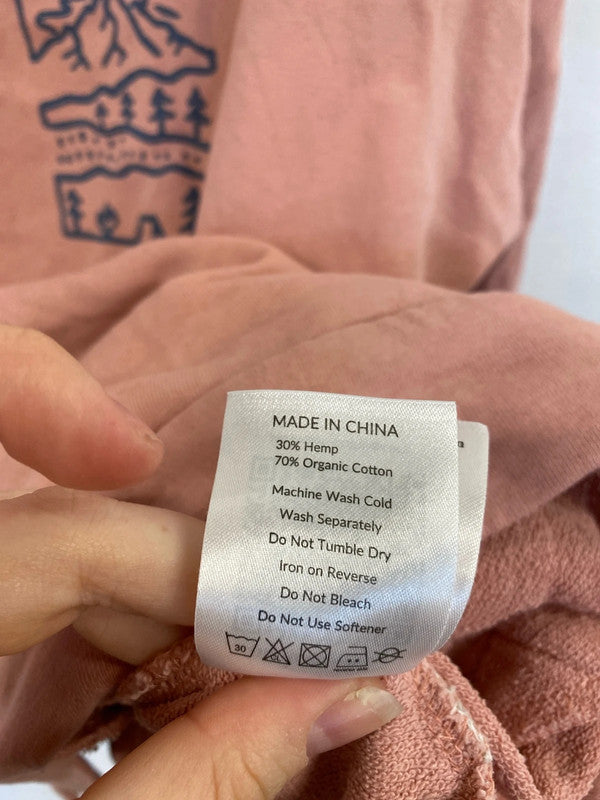 MADE IN CHINA
30% Hemp
70% Organic Cotton
Machine Wash Cold
Wash Separately
Do Not Tumble Dry
Iron on Reverse
Do Not Bleach
Do Not Use Softener
30
CL